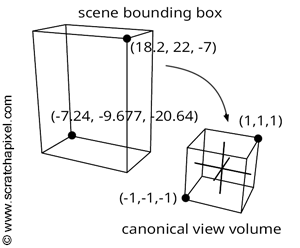 scene bounding box
(18.2, 22, -7)
(-7.24, -9.677, -20.64)
(1,1,1)
(-1,-1,-1)
canonical view volume
© www.scratchapixel.com